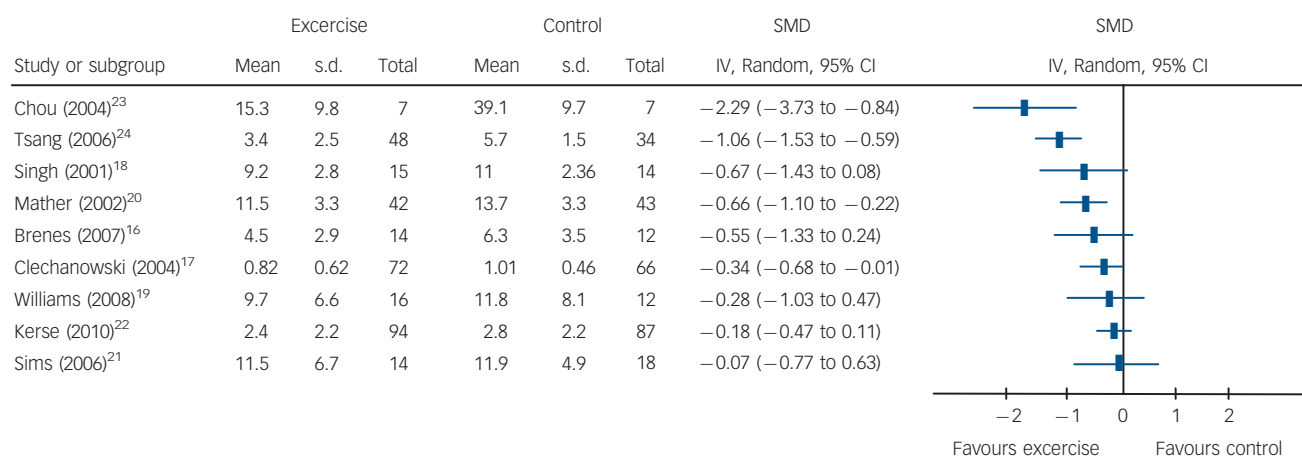 Excercise Control SMD SMD
Study or subgroup Mean s.d. Total Mean s.d. Total IV, Random, 95% CI IV, Random, 95% CI
Chou (2004)23 15.3 9.8 7 39.1 9.7 7 −2.29 (−3.73 to −0.84)
Tsang (2006)24 3.4 2.5 48 5.7 1.5 34 −1.06 (−1.53 to −0.59)
Singh (2001)18 9.2 2.8 15 11 2.36 14 −0.67 (−1.43 to 0.08)
Mather (2002)20 11.5 3.3 42 13.7 3.3 43 −0.66 (−1.10 to −0.22)
Brenes (2007)16 4.5 2.9 14 6.3 3.5 12 −0.55 (−1.33 to 0.24)
Clechanowski (2004)17 0.82 0.62 72 1.01 0.46 66 −0.34 (−0.68 to −0.01)
Williams (2008)19 9.7 6.6 16 11.8 8.1 12 −0.28 (−1.03 to 0.47)
Kerse (2010)22 2.4 2.2 94 2.8 2.2 87 −0.18 (−0.47 to 0.11)
Sims (2006)21 11.5 6.7 14 11.9 4.9 18 −0.07 (−0.77 to 0.63)
−2 −1 0 1 2
Favours excercise Favours control